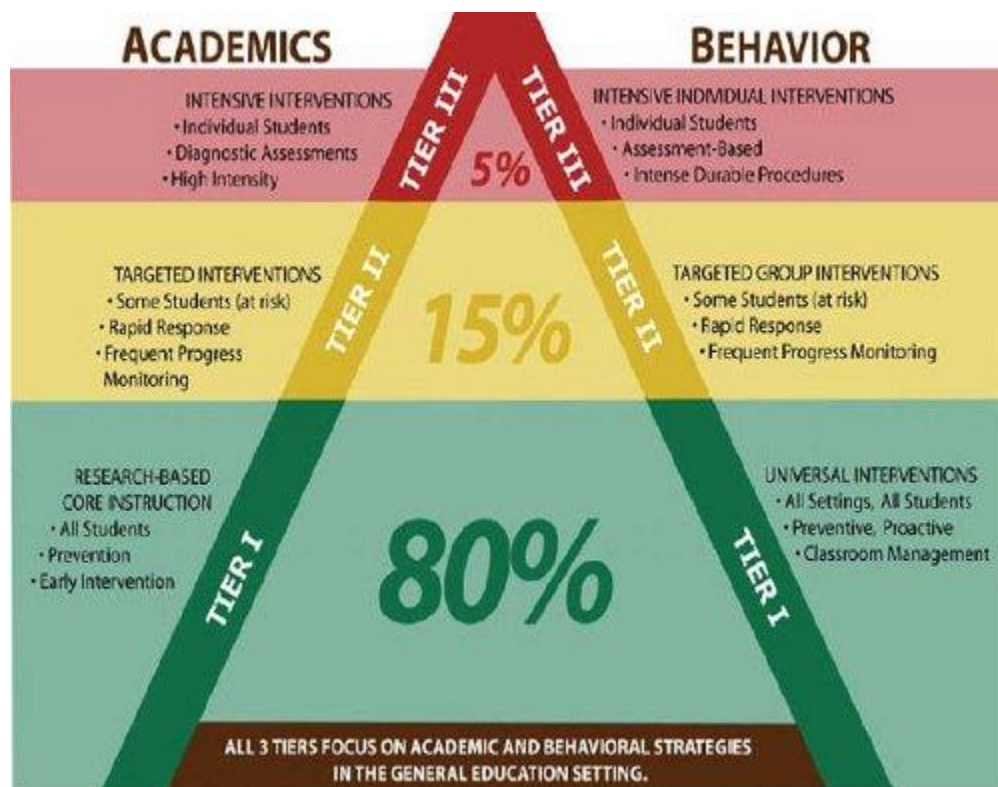 ACADEMICS
INTENSIVE INTERVENTIONS
• Individual Students
• Diagnostic Assessments
• High Intensity
TIER III
5%
TIER III
BEHAVIOR
INTENSIVE INDIVIDUAL INTERVENTIONS
• Individual Students
• Assessment-Based
• Intense Durable Procedures
TARGETED INTERVENTIONS
• Some Students (at risk)
• Rapid Response
• Frequent Progress
Monitoring
TIER II
15%
TIER II
TARGETED GROUP INTERVENTIONS
• Some Students (at risk)
• Rapid Response
• Frequent Progress Monitoring
RESEARCH-BASED
CORE INSTRUCTION
• All Students
• Prevention
• Early Intervention
TIER I
80%
TIER I
UNIVERSAL INTERVENTIONS
• All Settings, All Students
• Preventive, Proactive
• Classroom Management
ALL 3 TIERS FOCUS ON ACADEMIC AND BEHAVIORAL STRATEGIES
IN THE GENERAL EDUCATION SETTING.